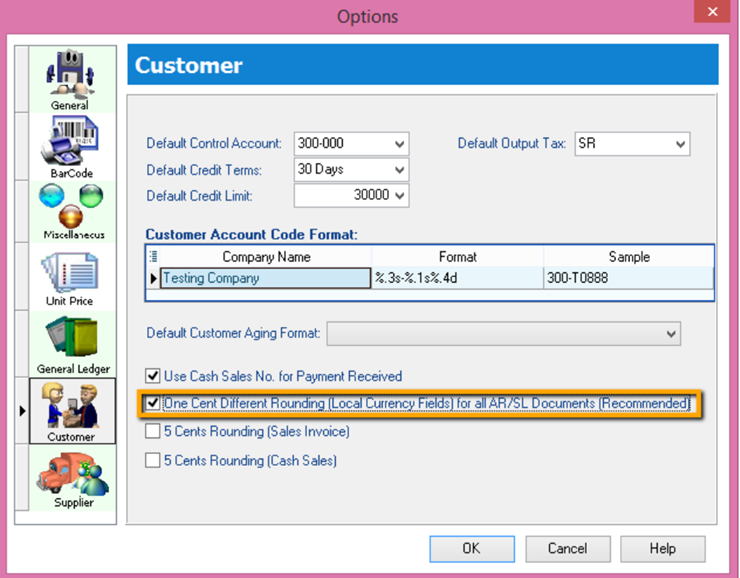 Options
x
General
BarCode
Miscellaneous
Unit Price
General Ledger
Customer
Supplier
Customer
Default Control Account: 300-000 Default Output Tax: SR
Default Credit Terms: 30 Days
Default Credit Limit: 30000
Customer Account Code Format:
Company Name Format Sample
Testing Company %.3s-%.1s%.4d 300-T0888
Default Customer Aging Format:
Use Cash Sales No. for Payment Received
One Cent Different Rounding (Local Currency Fields) for all AR/SL Documents (Recommended)
5 Cents Rounding (Sales Invoice)
5 Cents Rounding (Cash Sales)
OK Cancel Help